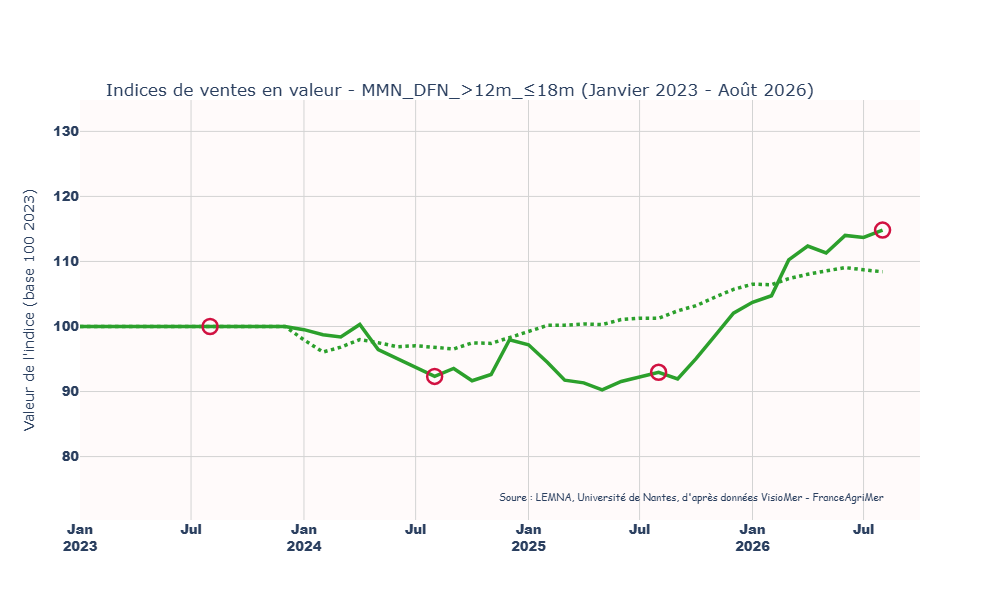 Indices de ventes en valeur - MMN_DFN_>12m_≤18m (Janvier 2023 - Août 2026)
Valeur de l'indice (base 100 2023)
130
120
110
100
90
80
Soure : LEMNA, Université de Nantes, d'après données VisioMer - FranceAgriMer
Jan Jul Jan Jul Jan Jul Jan Jul
2023 2024 2025 2026